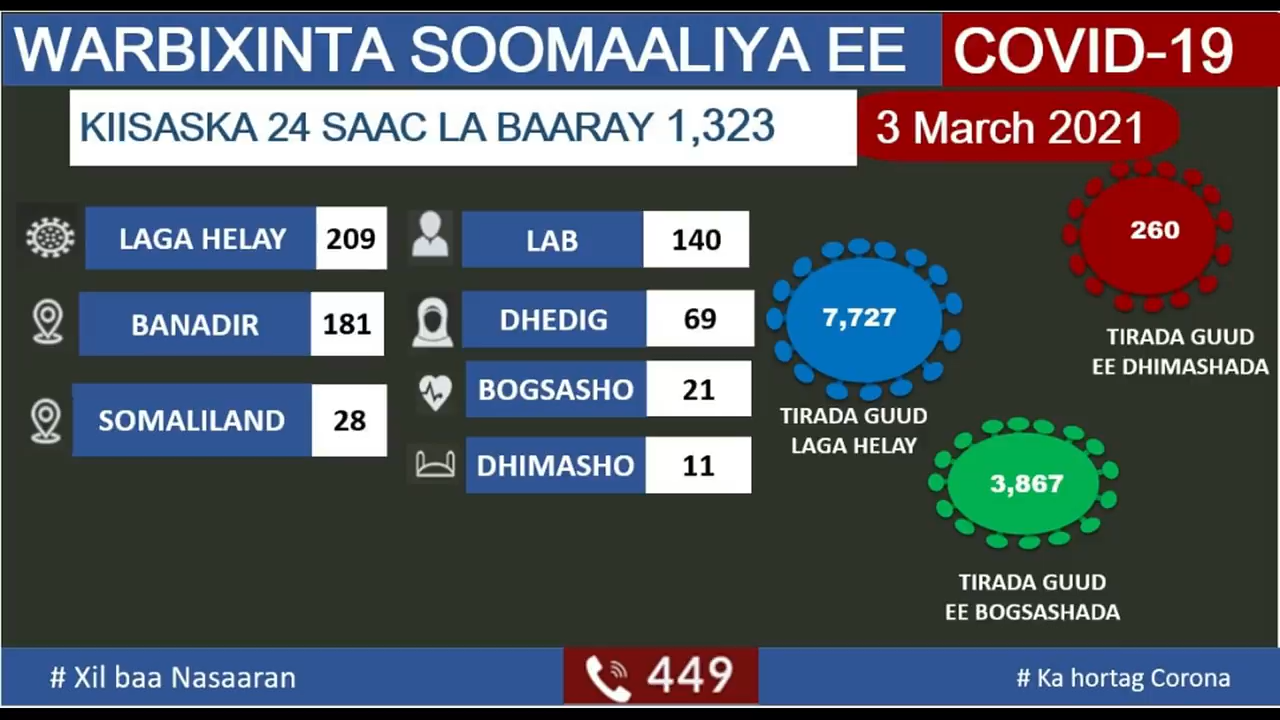 WARBIXINTA SOOMAALIYA EE COVID-19
KIISASKA 24 SAAC LA BAARAY 1,323
3 March 2021
LAGA HELAY 209
BANADIR 181
SOMALILAND 28
LAB 140
DHEDIG 69
BOGSASHO 21
DHIMASHO 11
7,727
TIRADA GUUD
LAGA HELAY
260
TIRADA GUUD
EE DHIMASHADA
3,867
TIRADA GUUD
EE BOGSASHADA
# Xil baa Nasaaran
449
# Ka hortag Corona